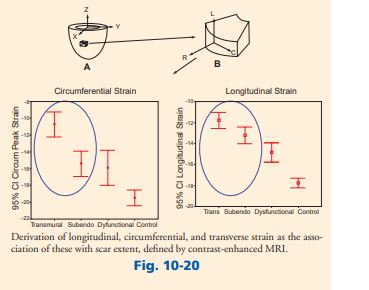 Z
Y
X
A
L
C
R
B
Circumferential Strain
95% CI Circum Peak Strain
-8
-10
-12
-14
-16
-18
-20
-22
Transmural Subendo Dysfunctional Control
Longitudinal Strain
95% CI Longitudinal Strain
-10
-12
-14
-16
-18
-20
Trans Subendo Dysfunctional Control
Derivation of longitudinal, circumferential, and transverse strain as the asso-
ciation of these with scar extent, defined by contrast-enhanced MRI.
Fig. 10-20